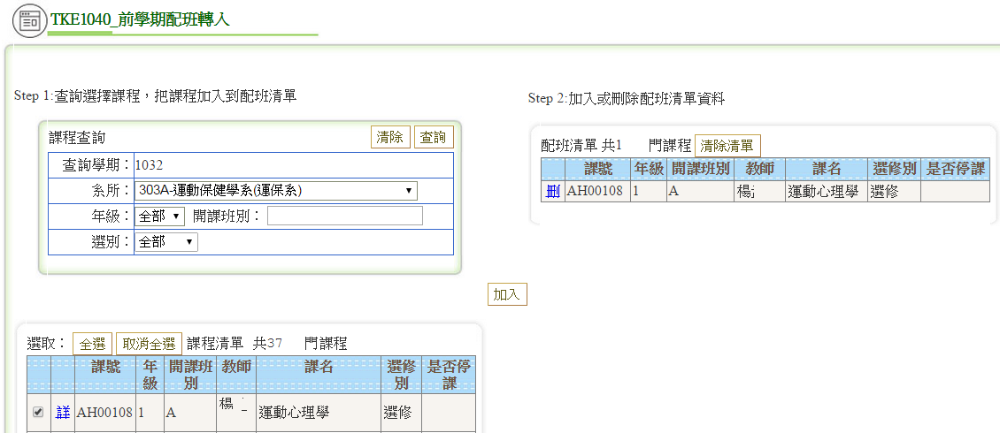 TKE1040_前學期配班轉入
Step 1:查詢選擇課程，把課程加入到配班清單
課程查詢 清除 查詢
查詢學期：1032
系所：303A-運動保健學系(運保系)
年級：全部 開課班別：
選別：全部
加入
選取： 全選 取消全選 課程清單 共37 門課程
課號 年級 開課班別 教師 課名 選修別 是否停課
詳 AH00108 1 A 楊 運動心理學 選修
Step 2:加入或刪除配班清單資料
配班清單 共1 門課程 清除清單
課號 年級 開課班別 教師 課名 選修別 是否停課
刪 AH00108 1 A 楊 運動心理學 選修